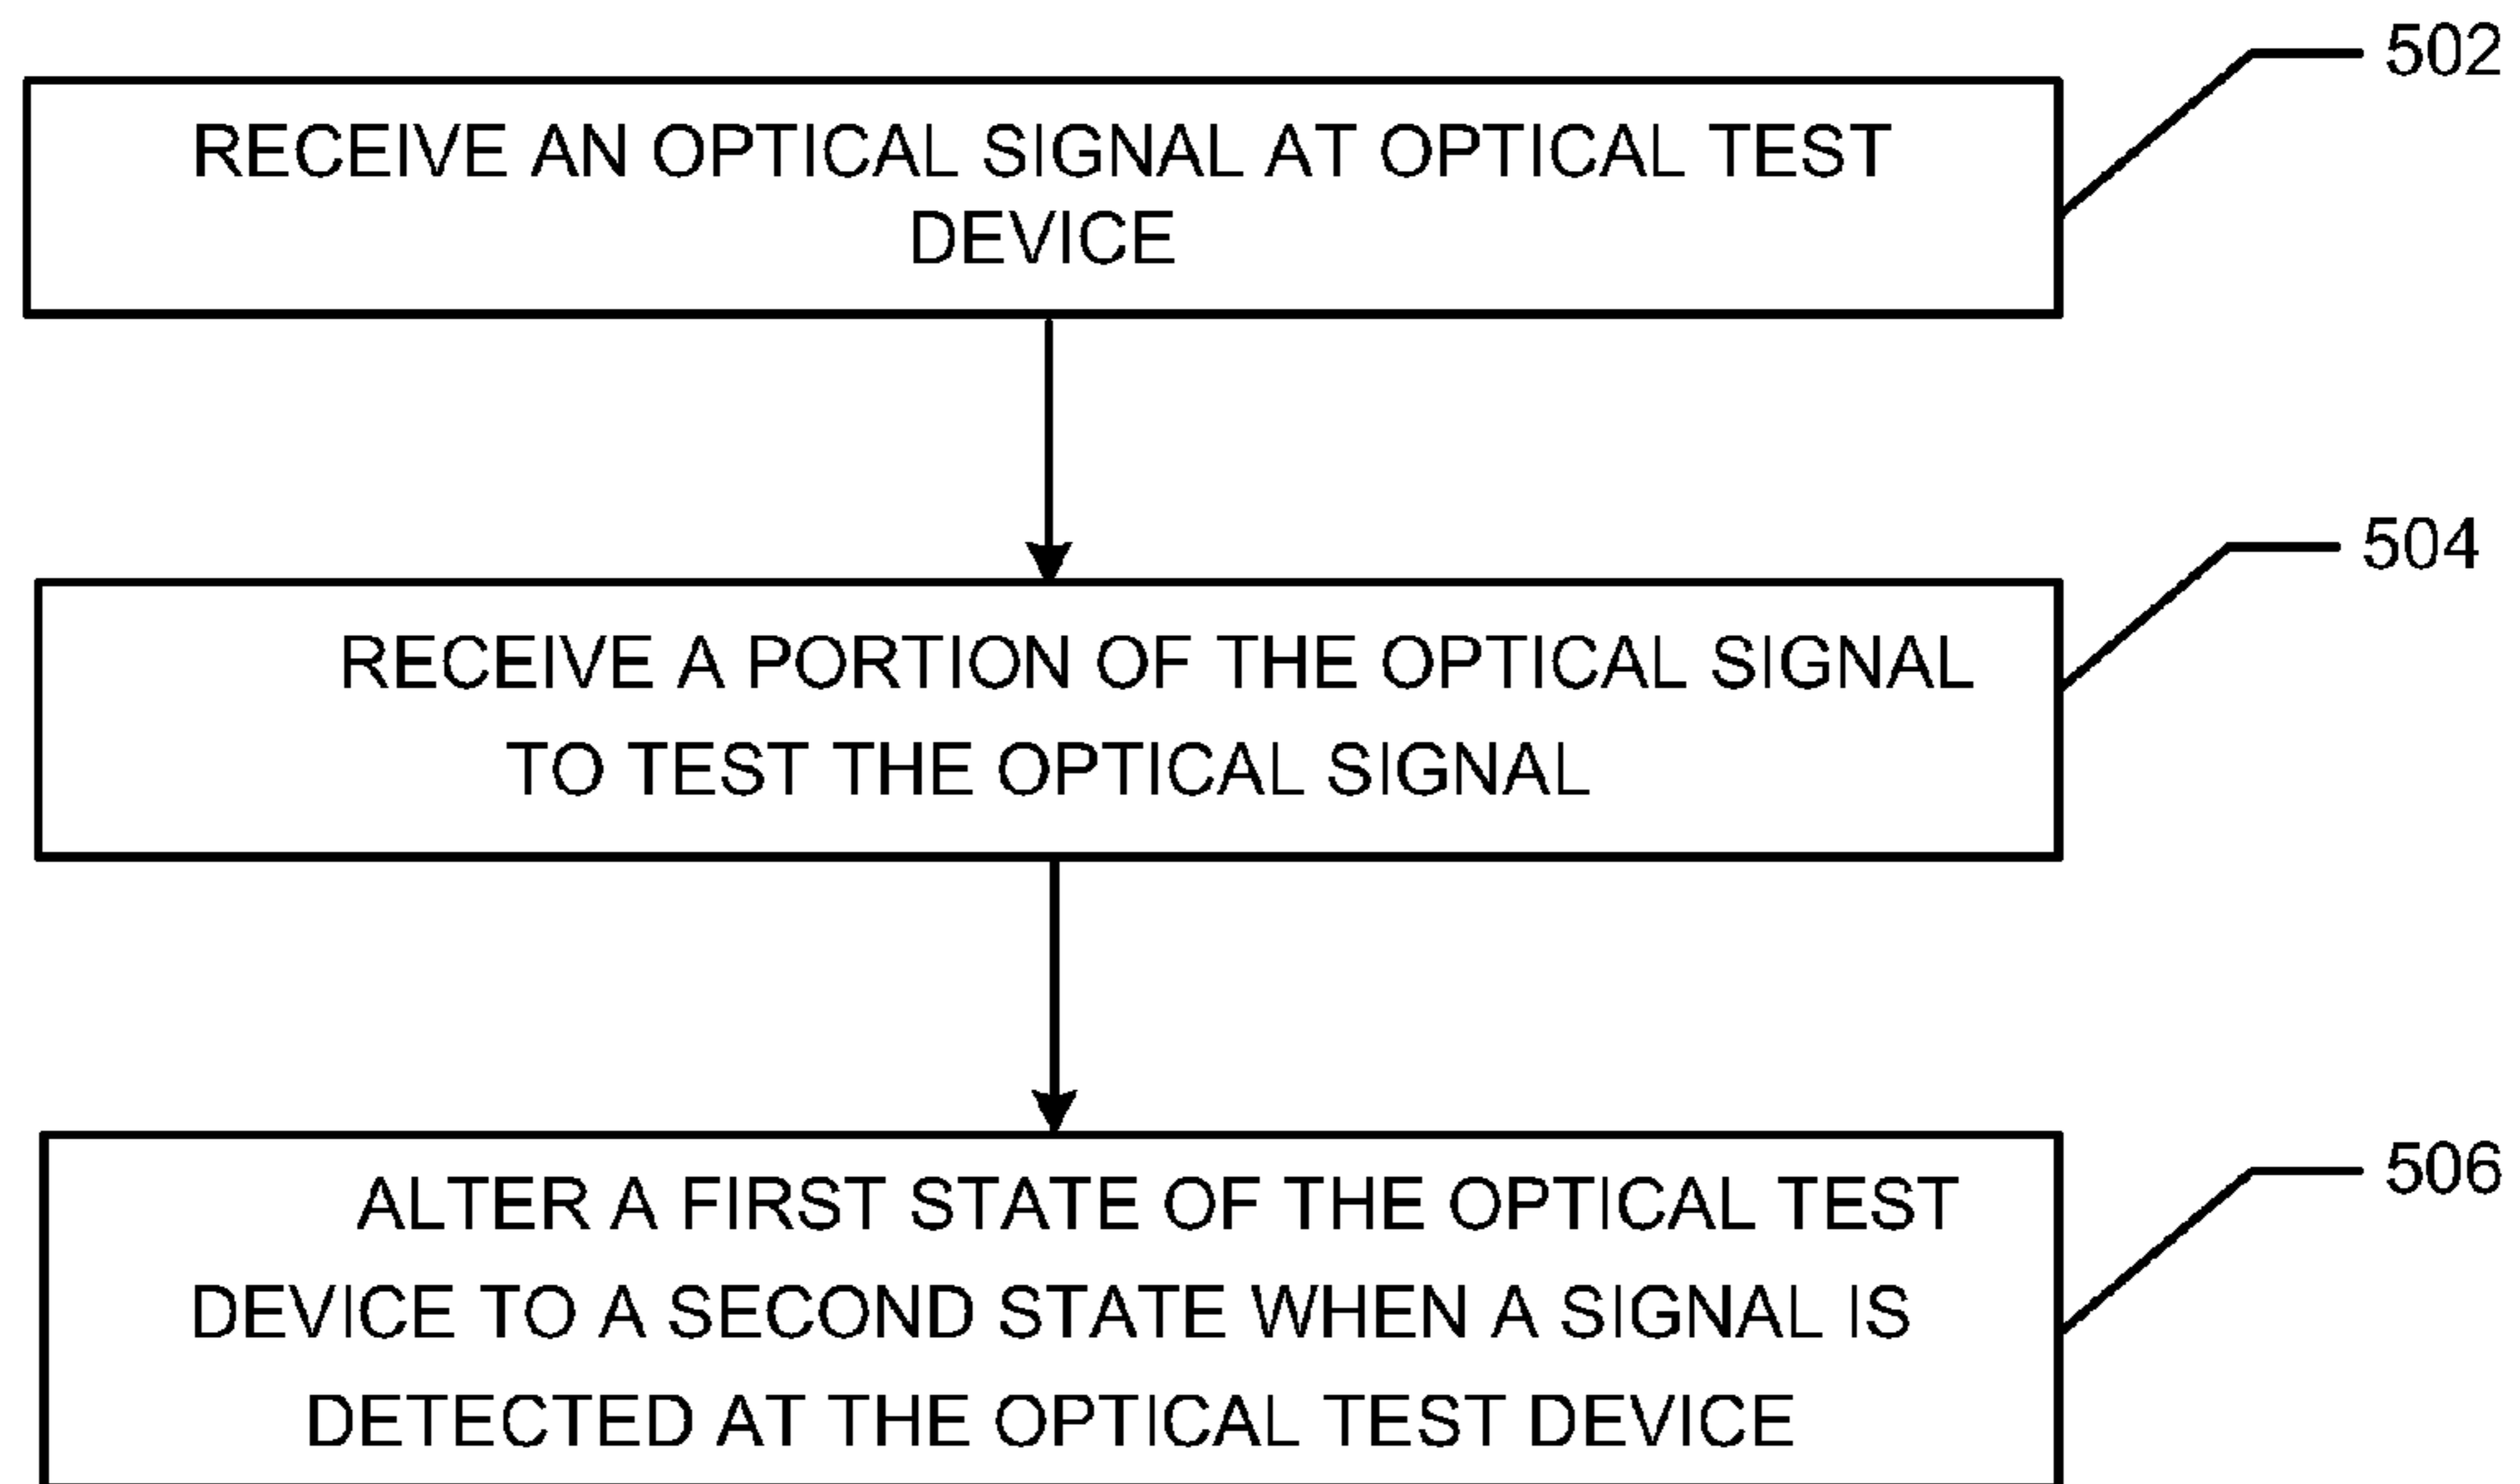 502
RECEIVE AN OPTICAL SIGNAL AT OPTICAL TEST
DEVICE
504
RECEIVE A PORTION OF THE OPTICAL SIGNAL
TO TEST THE OPTICAL SIGNAL
506
ALTER A FIRST STATE OF THE OPTICAL TEST
DEVICE TO A SECOND STATE WHEN A SIGNAL IS
DETECTED AT THE OPTICAL TEST DEVICE